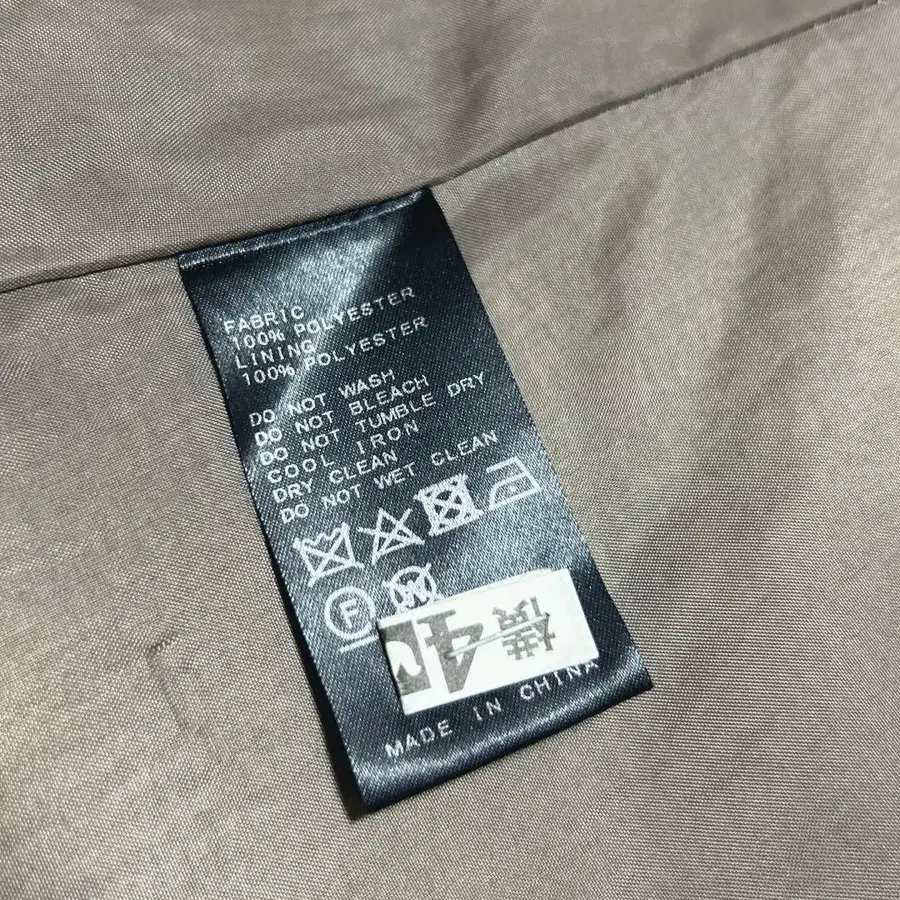 FABRIC
100% POLYESTER
LINING
100% POLYESTER
DO NOT WASH
DO NOT BLEACH
DO NOT TUMBLE DRY
COOL IRON
DRY CLEAN
DO NOT WET CLEAN
F
W
MADE IN CHINA